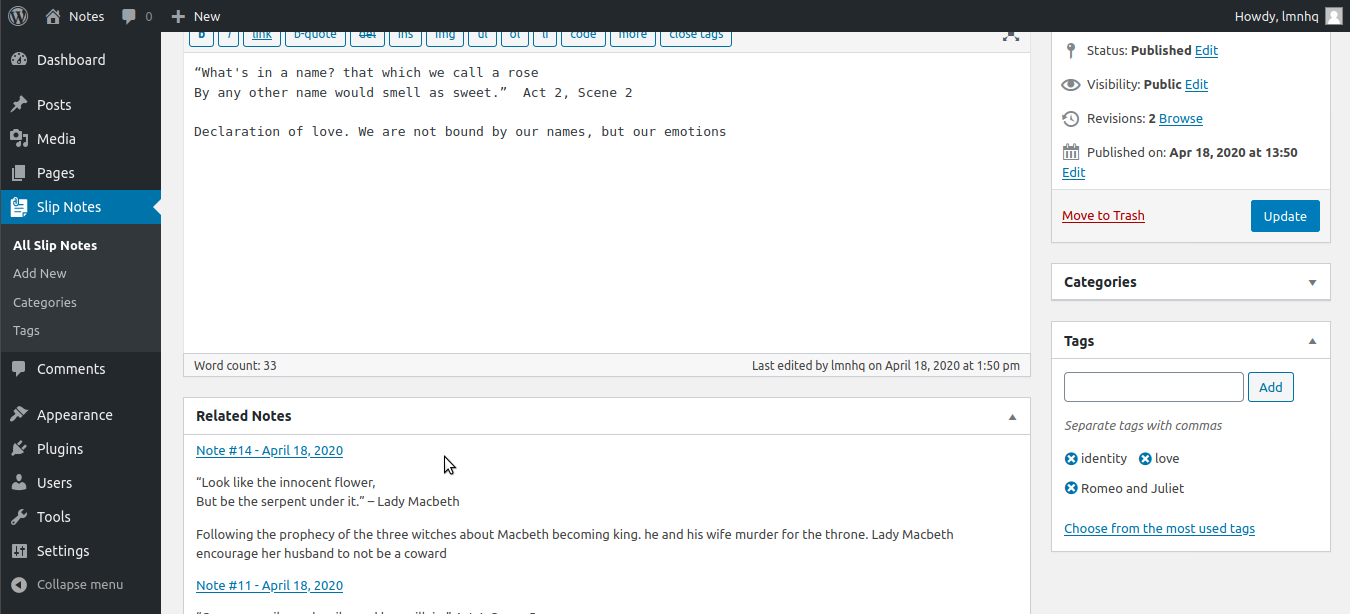 Notes
0
New
Howdy, lmnhq
Dashboard
Posts
Media
Pages
Slip Notes
All Slip Notes
Add New
Categories
Tags
Comments
Appearance
Plugins
Users
Tools
Settings
Collapse menu
b i link b-quote del ins img ul ol li code more close tags
“What's in a name? that which we call a rose
By any other name would smell as sweet.” Act 2, Scene 2
Declaration of love. We are not bound by our names, but our emotions
Word count: 33
Last edited by lmnhq on April 18, 2020 at 1:50 pm
Related Notes
Note #14 - April 18, 2020
“Look like the innocent flower,
But be the serpent under it.” – Lady Macbeth
Following the prophecy of the three witches about Macbeth becoming king. he and his wife murder for the throne. Lady Macbeth
encourage her husband to not be a coward
Note #11 - April 18, 2020
Status: Published Edit
Visibility: Public Edit
Revisions: 2 Browse
Published on: Apr 18, 2020 at 13:50
Edit
Move to Trash
Update
Categories
Tags
Add
Separate tags with commas
identity love
Romeo and Juliet
Choose from the most used tags